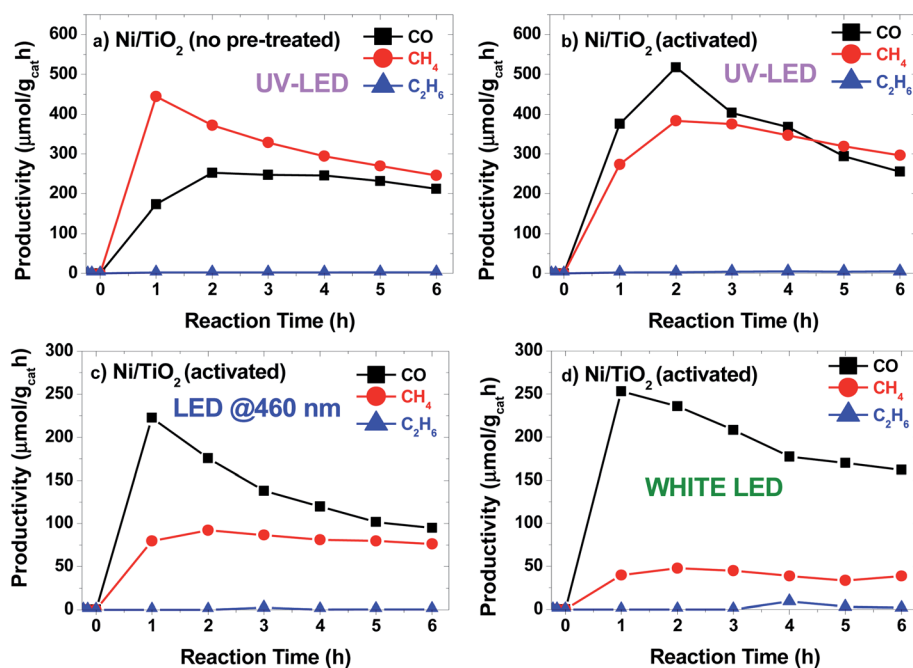 a) Ni/TiO₂ (no pre-treated)
UV-LED
CO
CH₄
C₂H₆
600
500
400
300
200
100
0
Productivity (μmol/g_cat h)
0 1 2 3 4 5 6
Reaction Time (h)
b) Ni/TiO₂ (activated)
UV-LED
CO
CH₄
C₂H₆
600
500
400
300
200
100
0
Productivity (μmol/g_cat h)
0 1 2 3 4 5 6
Reaction Time (h)
c) Ni/TiO₂ (activated)
LED @460 nm
CO
CH₄
C₂H₆
300
250
200
150
100
50
0
Productivity (μmol/g_cat h)
0 1 2 3 4 5 6
Reaction Time (h)
d) Ni/TiO₂ (activated)
WHITE LED
CO
CH₄
C₂H₆
300
250
200
150
100
50
0
Productivity (μmol/g_cat h)
0 1 2 3 4 5 6
Reaction Time (h)